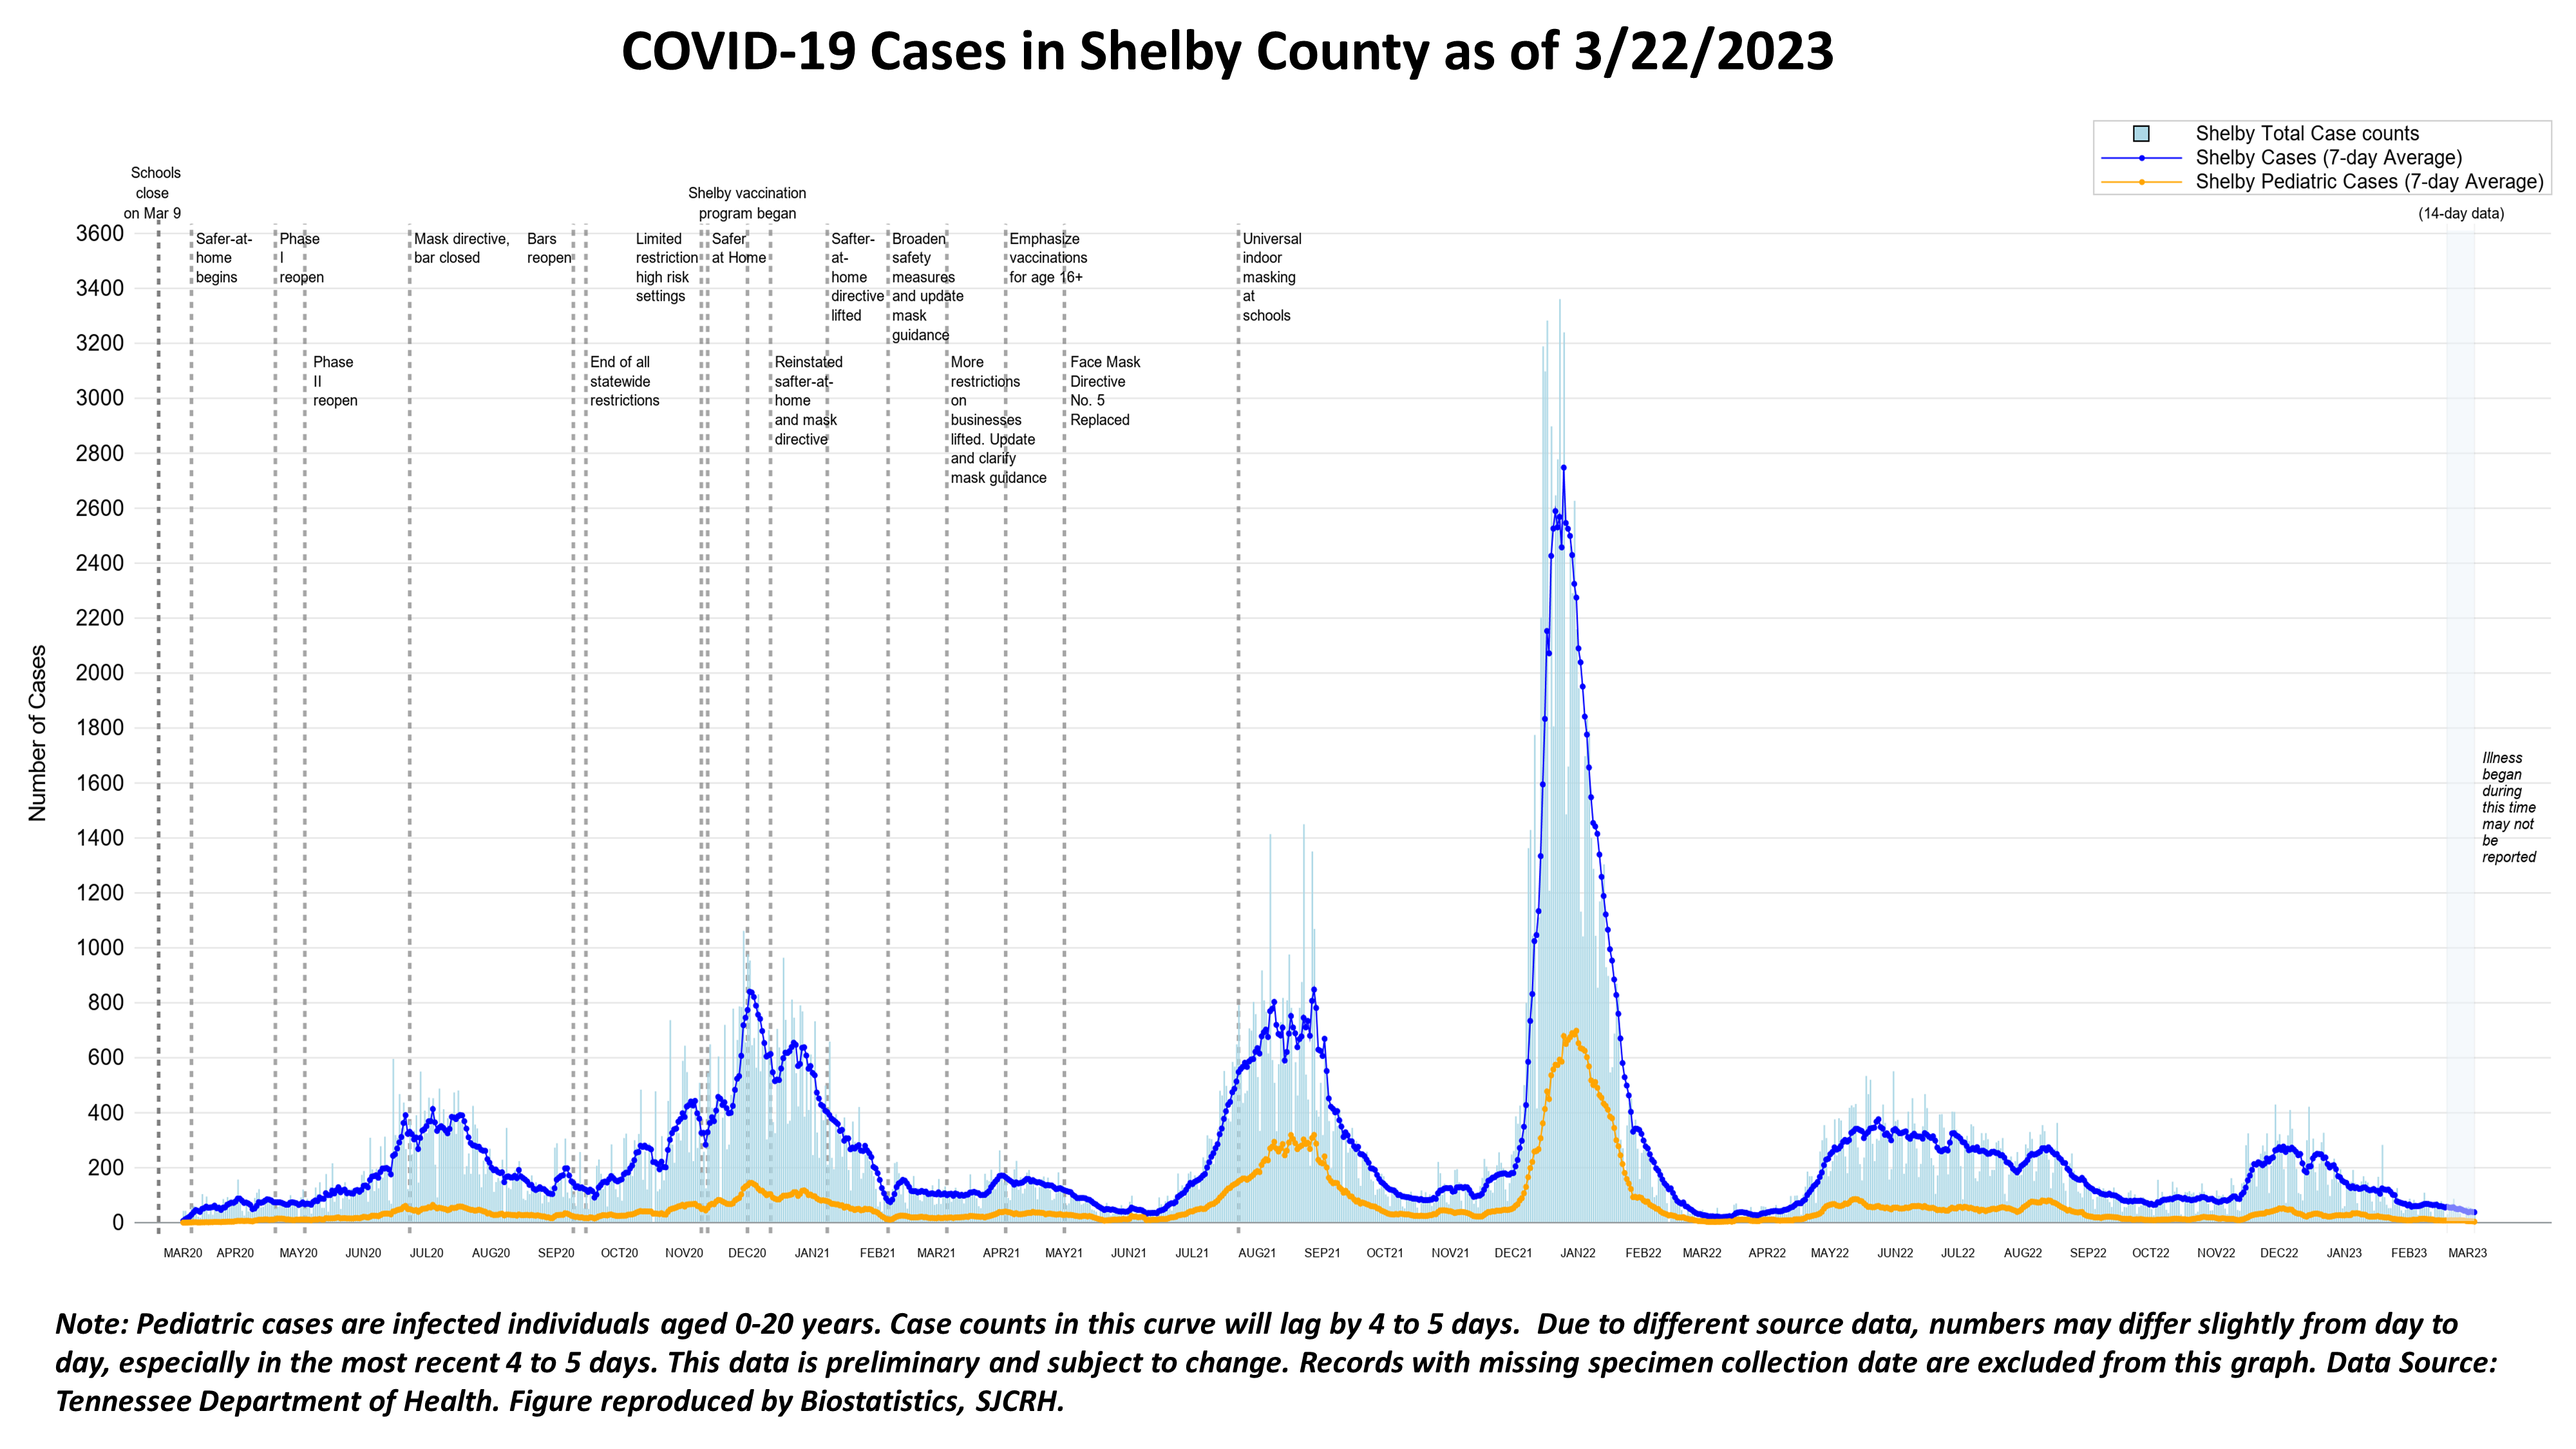 COVID-19 Cases in Shelby County as of 3/22/2023
Shelby Total Case counts
Shelby Cases (7-day Average)
Shelby Pediatric Cases (7-day Average)
(14-day data)
Schools
close
on Mar 9
Shelby vaccination
program began
Safer-at-
home
begins
Phase
I
reopen
Mask directive,
bar closed
Bars
reopen
Limited
restriction
high risk
settings
Safer
at Home
Safter-
at-
home
directive
lifted
Broaden
safety
measures
and update
mask
guidance
Emphasize
vaccinations
for age 16+
Universal
indoor
masking
at
schools
Phase
II
reopen
End of all
statewide
restrictions
Reinstated
safter-at-
home
and mask
directive
More
restrictions
on
businesses
lifted. Update
and clarify
mask guidance
Face Mask
Directive
No. 5
Replaced
Number of Cases
3600
3400
3200
3000
2800
2600
2400
2200
2000
1800
1600
1400
1200
1000
800
600
400
200
0
Illness
began
during
this time
may not
be
reported
MAR20 APR20 MAY20 JUN20 JUL20 AUG20 SEP20 OCT20 NOV20 DEC20 JAN21 FEB21 MAR21 APR21 MAY21 JUN21 JUL21 AUG21 SEP21 OCT21 NOV21 DEC21 JAN22 FEB22 MAR22 APR22 MAY22 JUN22 JUL22 AUG22 SEP22 OCT22 NOV22 DEC22 JAN23 FEB23 MAR23
Note: Pediatric cases are infected individuals aged 0-20 years. Case counts in this curve will lag by 4 to 5 days.  Due to different source data, numbers may differ slightly from day to
day, especially in the most recent 4 to 5 days. This data is preliminary and subject to change. Records with missing specimen collection date are excluded from this graph. Data Source:
Tennessee Department of Health. Figure reproduced by Biostatistics, SJCRH.